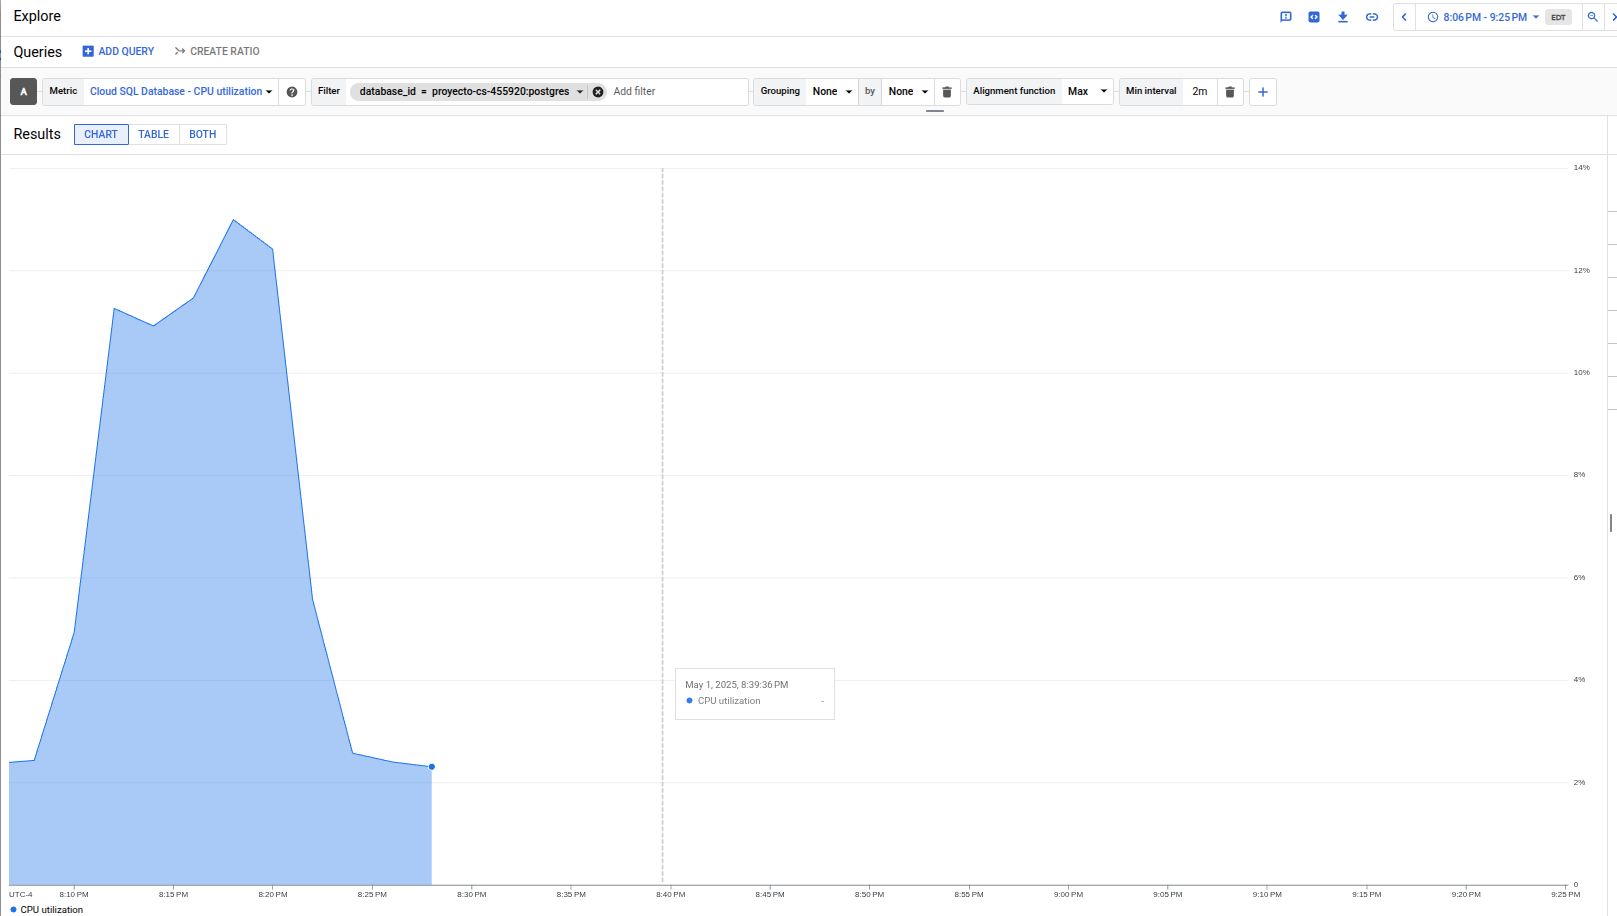 Explore
8:06 PM - 9:25 PM EDT
Queries ADD QUERY CREATE RATIO
A Metric Cloud SQL Database - CPU utilization Filter database_id = proyecto-cs-455920:postgres Add filter Grouping None by None Alignment function Max Min interval 2m
Results CHART TABLE BOTH
14%
12%
10%
8%
6%
4%
2%
0
May 1, 2025, 8:39:36 PM
CPU utilization -
UTC-4 8:10 PM 8:15 PM 8:20 PM 8:25 PM 8:30 PM 8:35 PM 8:40 PM 8:45 PM 8:50 PM 8:55 PM 9:00 PM 9:05 PM 9:10 PM 9:15 PM 9:20 PM 9:25 PM
CPU utilization